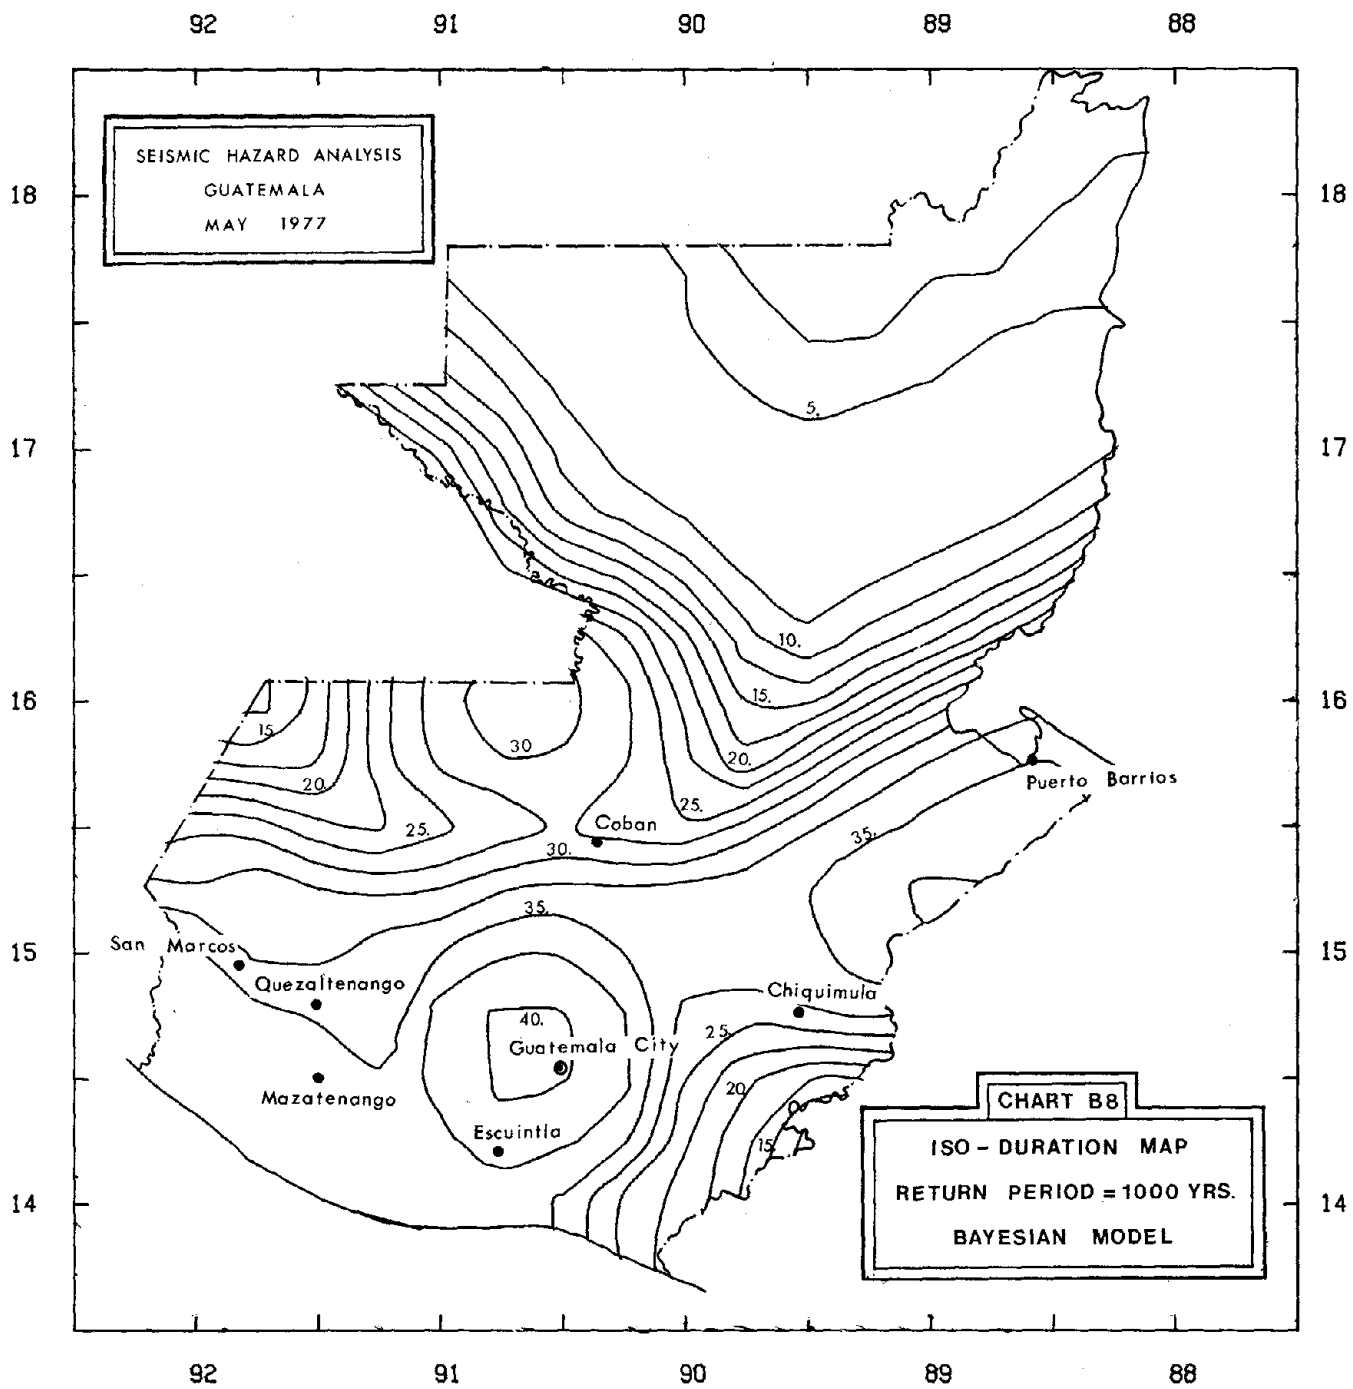 92 91 90 89 88
SEISMIC HAZARD ANALYSIS
GUATEMALA
MAY 1977
18 18
5.
17 17
10.
15.
16 16
15
30
20.
20.
Puerto Barrios
25.
Coban
35.
25.
30.
35.
San Marcos
15 15
Quezaltenango
Chiquimula
40.
25.
Guatemala City
20.
Mazatenango
CHART B8
Escuintla
15.
ISO-DURATION MAP
RETURN PERIOD = 1000 YRS.
14 14
BAYESIAN MODEL
92 91 90 89 88